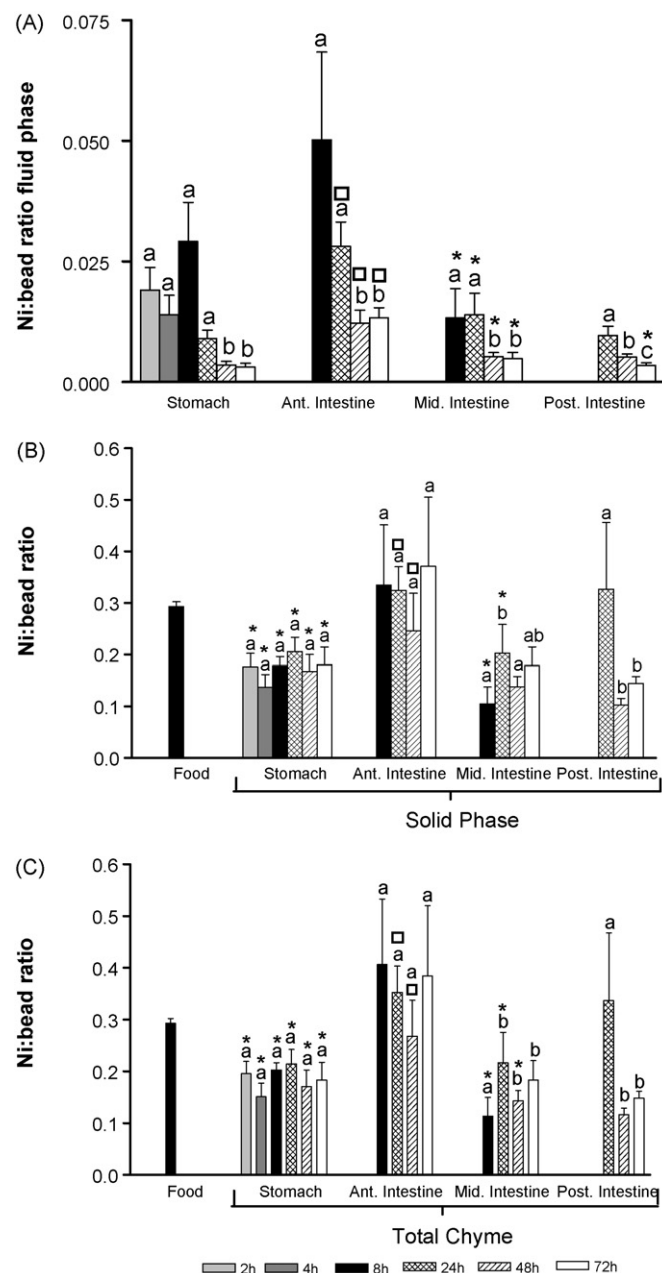 (A)
Ni:bead ratio fluid phase
0.075
0.050
0.025
0.000
a a a a b b
a a b b
* * * *
a a b b
*
a b c
Stomach Ant. Intestine Mid. Intestine Post. Intestine
(B)
Ni:bead ratio
0.6
0.5
0.4
0.3
0.2
0.1
0.0
* * * * * *
a a a a a a
a a a a
* *
a b a ab
a b b
Food Stomach Ant. Intestine Mid. Intestine Post. Intestine
Solid Phase
(C)
Ni:bead ratio
0.6
0.5
0.4
0.3
0.2
0.1
0.0
* * * * * *
a a a a a a
a a a a
* * *
a b b b
a b b
Food Stomach Ant. Intestine Mid. Intestine Post. Intestine
Total Chyme
2h 4h 8h 24h 48h 72h